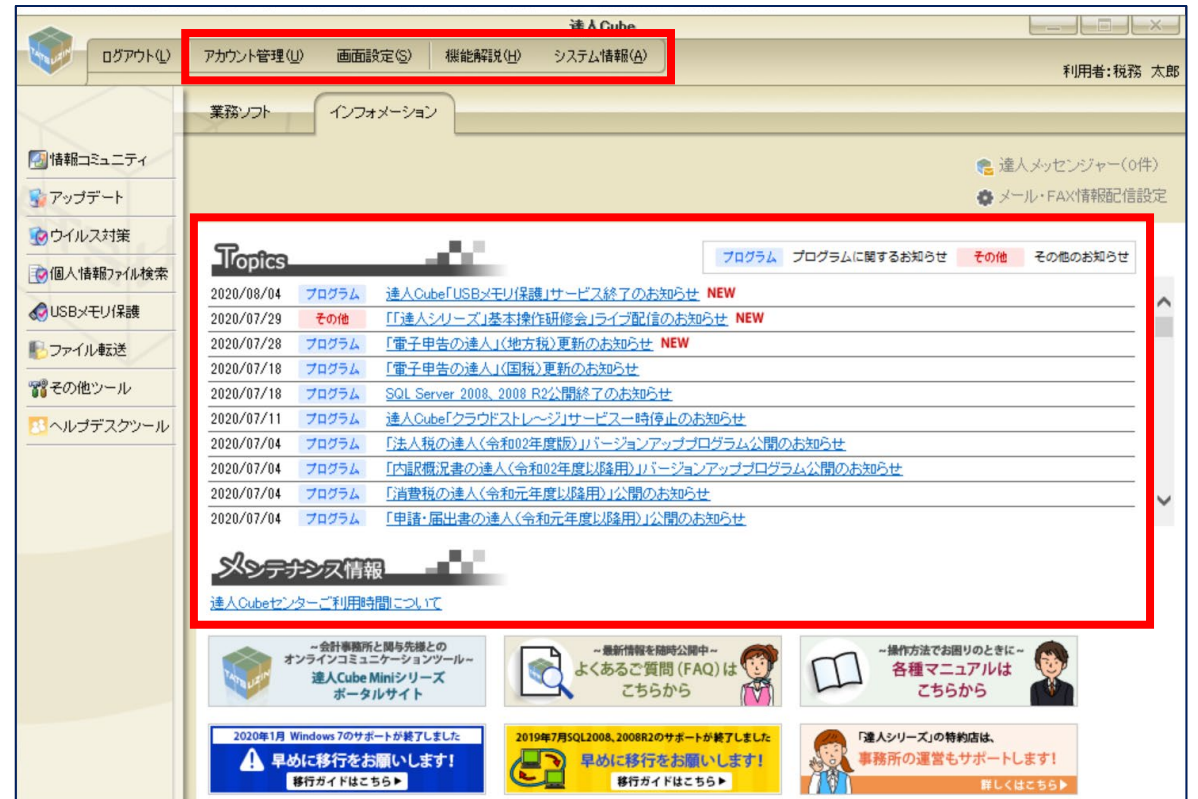 達人Cube
ログアウト(L) アカウント管理(U) 画面設定(S) 機能解説(H) システム情報(A)
利用者:税務 太郎
業務ソフト インフォメーション
情報コミュニティ
アップデート
ウイルス対策
個人情報ファイル検索
USBメモリ保護
ファイル転送
その他ツール
ヘルプデスクツール
達人メッセンジャー(0件)
メール・FAX情報配信設定
Topics
プログラム プログラムに関するお知らせ その他 その他のお知らせ
2020/08/04 プログラム 達人Cube「USBメモリ保護」サービス終了のお知らせ NEW
2020/07/29 その他 「「達人シリーズ」基本操作研修会」ライブ配信のお知らせ NEW
2020/07/28 プログラム 「電子申告の達人」(地方税)更新のお知らせ NEW
2020/07/18 プログラム 「電子申告の達人」(国税)更新のお知らせ
2020/07/18 プログラム SQL Server 2008、2008 R2公開終了のお知らせ
2020/07/11 プログラム 達人Cube「クラウドストレ～ジ」サービス一時停止のお知らせ
2020/07/04 プログラム 「法人税の達人(令和02年度版)」バージョンアッププログラム公開のお知らせ
2020/07/04 プログラム 「内訳概況書の達人(令和02年度以降用)」バージョンアッププログラム公開のお知らせ
2020/07/04 プログラム 「消費税の達人(令和元年度以降用)」公開のお知らせ
2020/07/04 プログラム 「申請・届出書の達人(令和元年度以降用)」公開のお知らせ
メンテナンス情報
達人Cubeセンターご利用時間について
～会計事務所と関与先様との
オンラインコミュニケーションツール～
達人Cube Miniシリーズ
ポータルサイト
～最新情報を随時公開中～
よくあるご質問(FAQ)は
こちらから
～操作方法でお困りのときに～
各種マニュアルは
こちらから
2020年1月 Windows 7のサポートが終了しました
早めに移行をお願いします!
移行ガイドはこちら▶
2019年7月SQL2008、2008R2のサポートが終了しました
早めに移行をお願いします!
移行ガイドはこちら▶
「達人シリーズ」の特約店は、
事務所の運営もサポートします!
詳しくはこちら▶